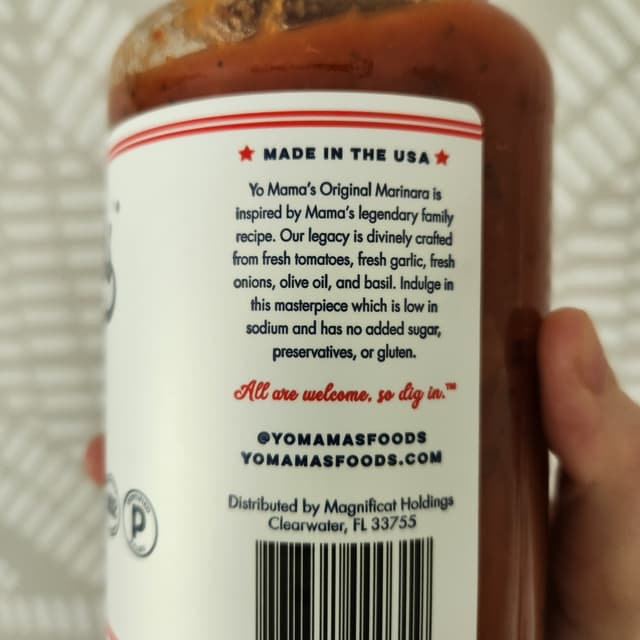 MADE IN THE USA
Yo Mama's Original Marinara is
inspired by Mama's legendary family
recipe. Our legacy is divinely crafted
from fresh tomatoes, fresh garlic, fresh
onions, olive oil, and basil. Indulge in
this masterpiece which is low in
sodium and has no added sugar,
preservatives, or gluten.
All are welcome, so dig in.™
@YOMAMASFOODS
YOMAMASFOODS.COM
P
Distributed by Magnificat Holdings
Clearwater, FL 33755